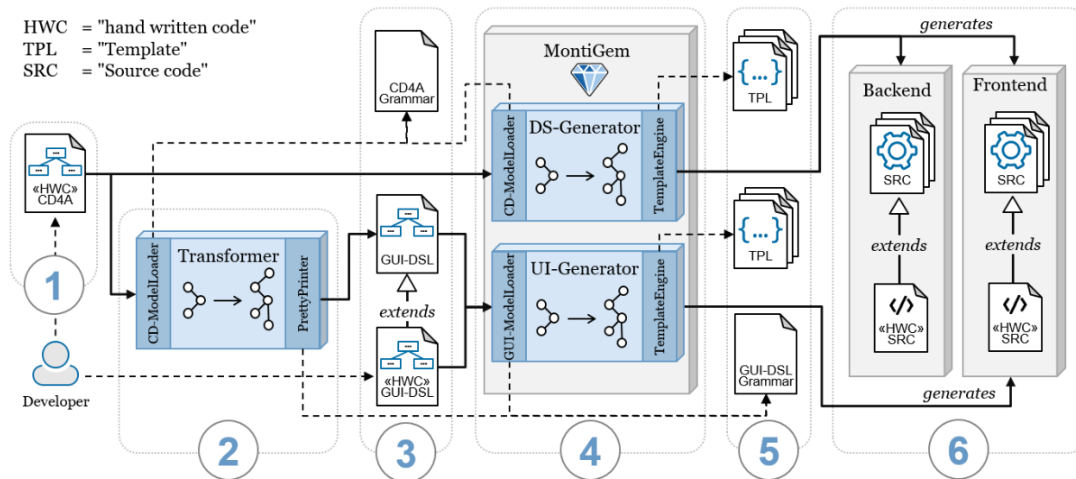 HWC = "hand written code"
TPL = "Template"
SRC = "Source code"
«HWC»
CD4A
1
Developer
CD-ModelLoader
Transformer
PrettyPrinter
2
CD4A
Grammar
GUI-DSL
extends
«HWC»
GUI-DSL
3
MontiGem
CD-ModelLoader
DS-Generator
TemplateEngine
GUI-ModelLoader
UI-Generator
TemplateEngine
4
{...}
TPL
{...}
TPL
GUI-DSL
Grammar
5
generates
Backend
SRC
extends
</>
«HWC»
SRC
Frontend
SRC
extends
</>
«HWC»
SRC
generates
6